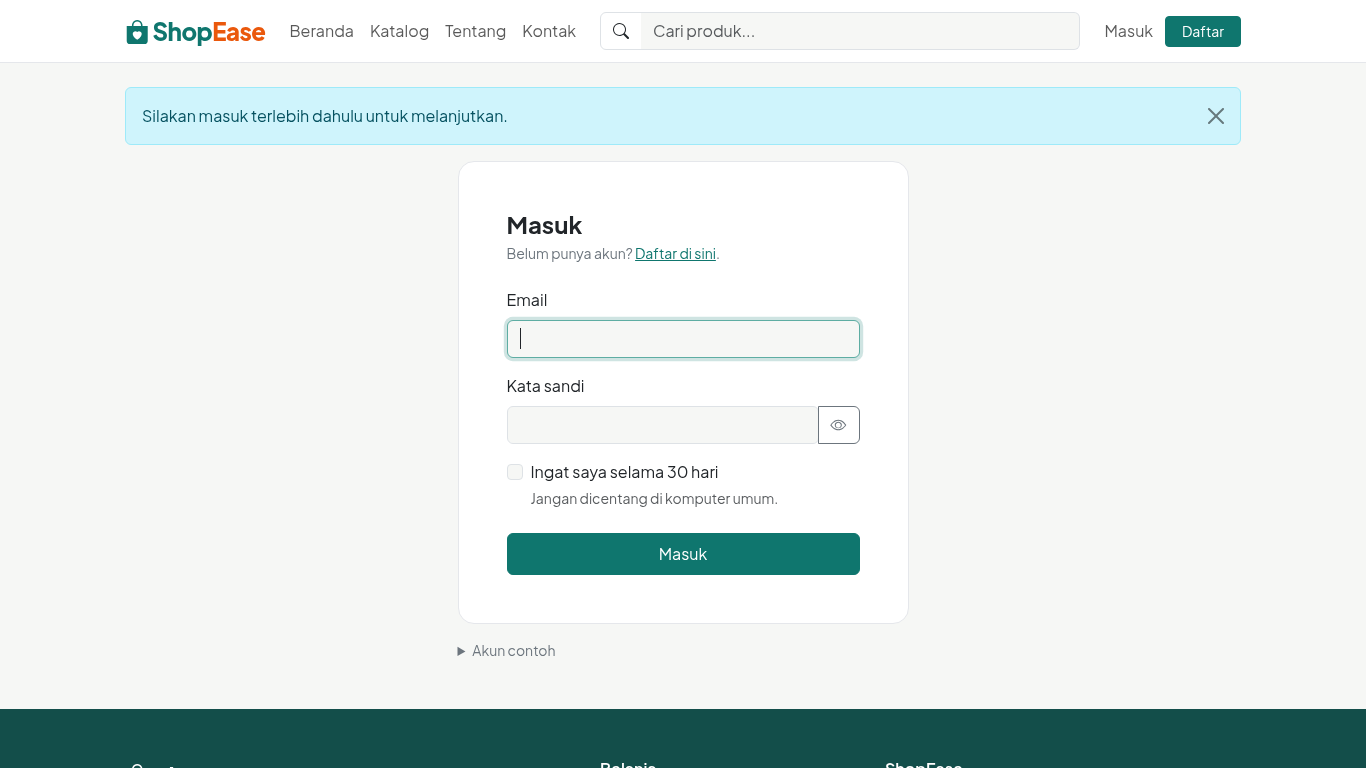 ShopEase
Beranda
Katalog
Tentang
Kontak
Cari produk...
Masuk
Daftar
Silakan masuk terlebih dahulu untuk melanjutkan.
Masuk
Belum punya akun? Daftar di sini.
Email
Kata sandi
Ingat saya selama 30 hari
Jangan dicentang di komputer umum.
Masuk
Akun contoh
Belanja
ShopEase